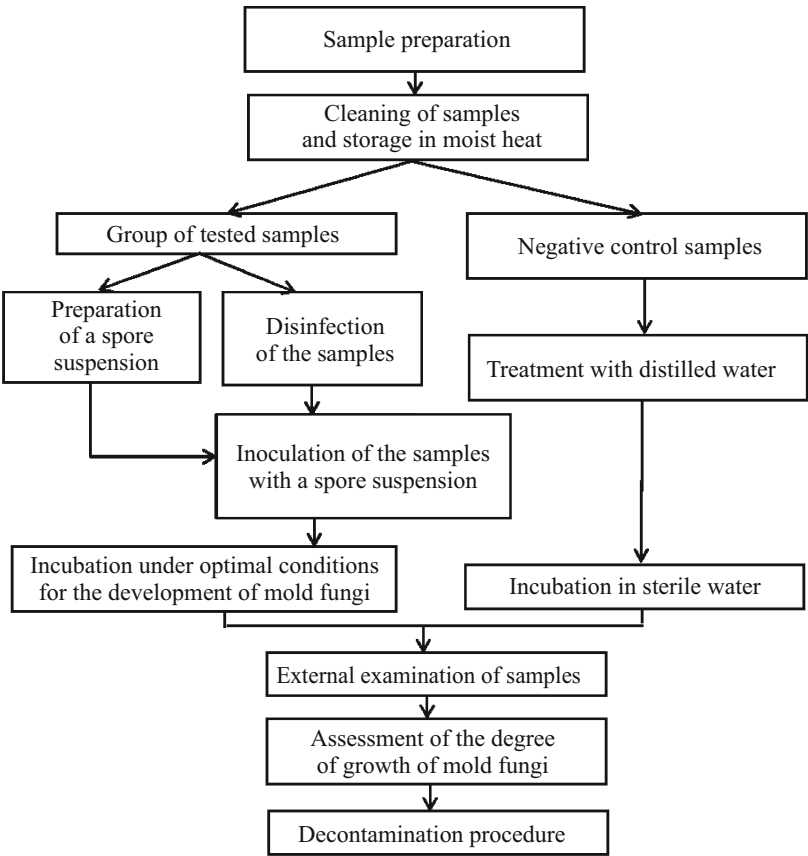 Sample preparation
Cleaning of samples
and storage in moist heat
Group of tested samples
Negative control samples
Preparation
of a spore
suspension
Disinfection
of the samples
Treatment with distilled water
Inoculation of the samples
with a spore suspension
Incubation under optimal conditions
for the development of mold fungi
Incubation in sterile water
External examination of samples
Assessment of the degree
of growth of mold fungi
Decontamination procedure